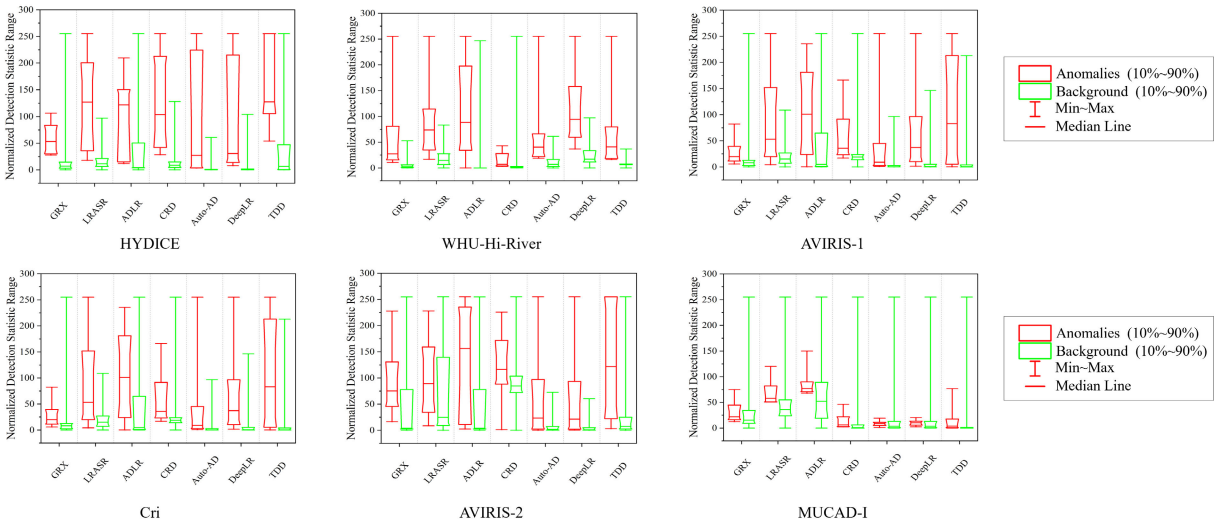 Normalized Detection Statistic Range
300
250
200
150
100
50
0
GRX
LRASR
ADLR
CRD
Auto-AD
DeepLR
TDD
HYDICE
Normalized Detection Statistic Range
300
250
200
150
100
50
0
GRX
LRASR
ADLR
CRD
Auto-AD
DeepLR
TDD
WHU-Hi-River
Normalized Detection Statistic Range
300
250
200
150
100
50
0
GRX
LRASR
ADLR
CRD
Auto-AD
DeepLR
TDD
AVIRIS-1
Anomalies (10%~90%)
Background (10%~90%)
Min~Max
Median Line
Normalized Detection Statistic Range
300
250
200
150
100
50
0
GRX
LRASR
ADLR
CRD
Auto-AD
DeepLR
TDD
Cri
Normalized Detection Statistic Range
300
250
200
150
100
50
0
GRX
LRASR
ADLR
CRD
Auto-AD
DeepLR
TDD
AVIRIS-2
Normalized Detection Statistic Range
300
250
200
150
100
50
0
GRX
LRASR
ADLR
CRD
Auto-AD
DeepLR
TDD
MUCAD-I
Anomalies (10%~90%)
Background (10%~90%)
Min~Max
Median Line